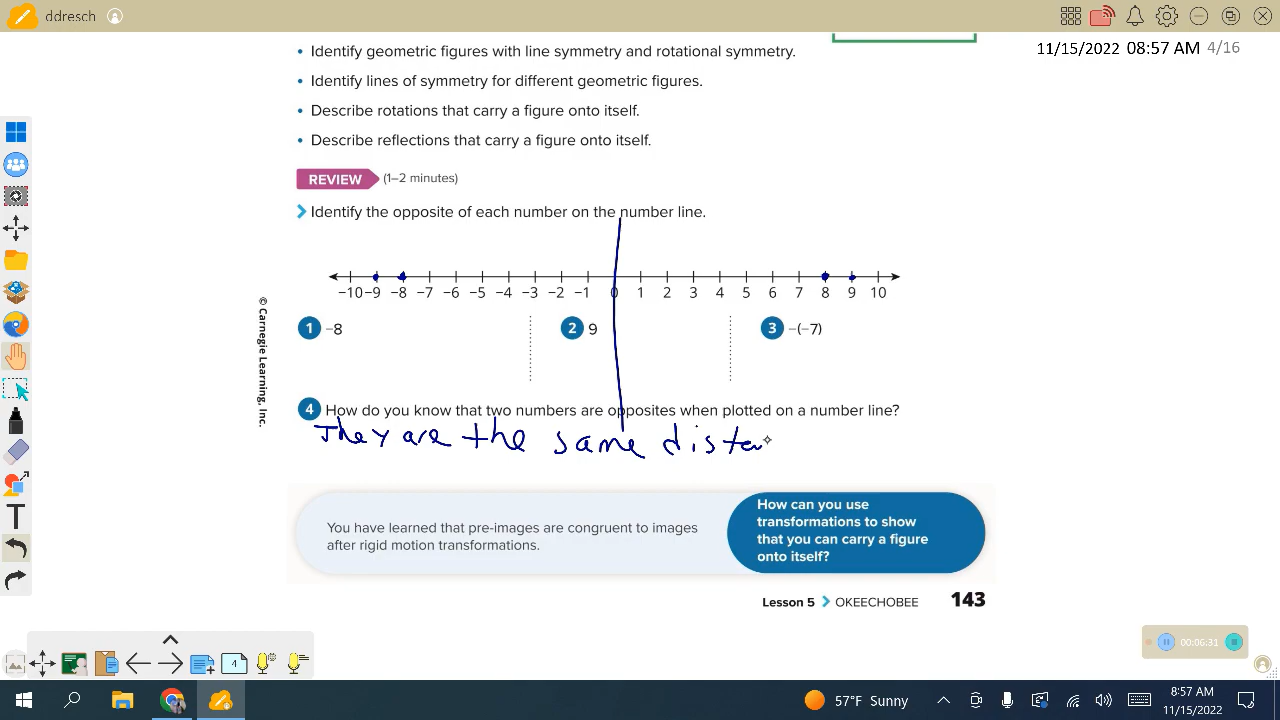 ddresch
11/15/2022 08:57 AM 4/16
• Identify geometric figures with line symmetry and rotational symmetry.
• Identify lines of symmetry for different geometric figures.
• Describe rotations that carry a figure onto itself.
• Describe reflections that carry a figure onto itself.
REVIEW (1–2 minutes)
Identify the opposite of each number on the number line.
−10 −9 −8 −7 −6 −5 −4 −3 −2 −1 0 1 2 3 4 5 6 7 8 9 10
1 −8
2 9
3 −(−7)
© Carnegie Learning, Inc.
4 How do you know that two numbers are opposites when plotted on a number line?
They are the same distan
You have learned that pre-images are congruent to images
after rigid motion transformations.
How can you use
transformations to show
that you can carry a figure
onto itself?
Lesson 5 > OKEECHOBEE 143
T
4
00:06:31
57°F Sunny
8:57 AM
11/15/2022